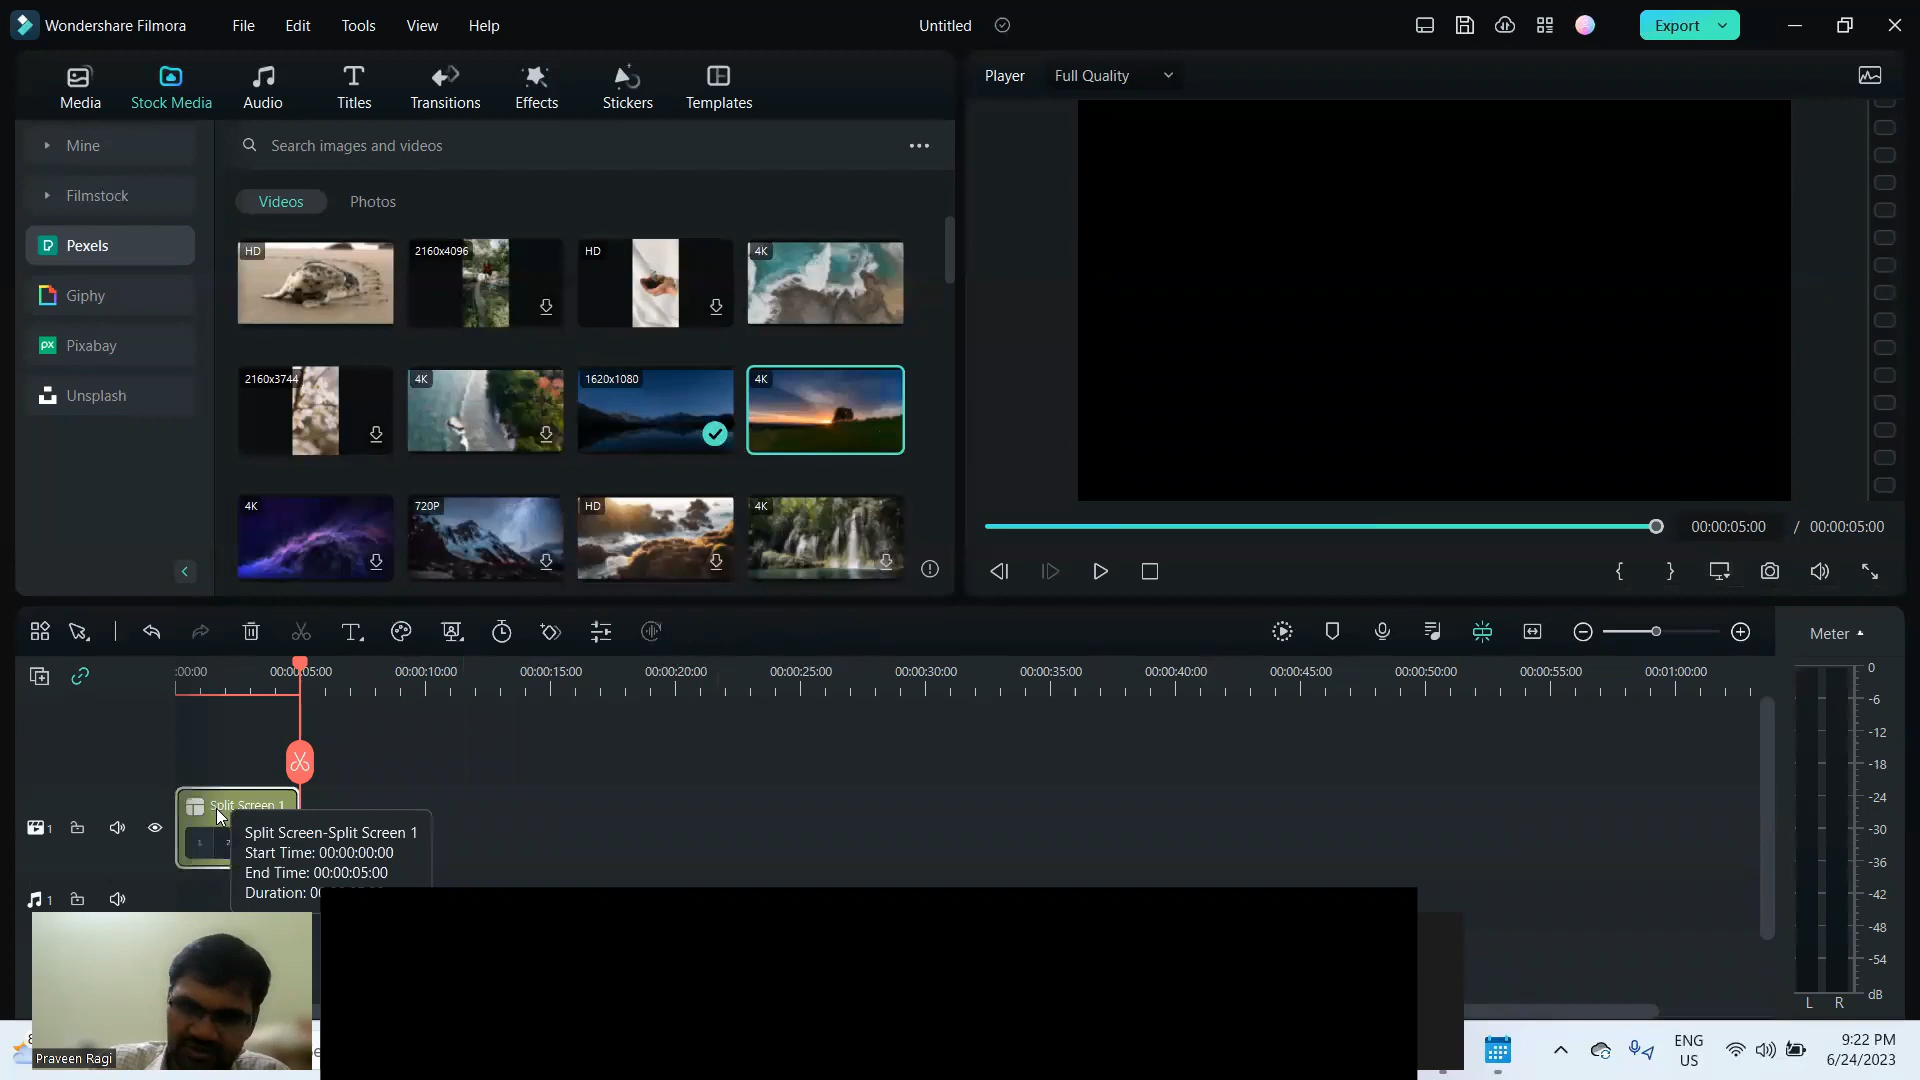 Wondershare Filmora
File Edit Tools View Help
Untitled
Export
Media
Stock Media
Audio
Titles
Transitions
Effects
Stickers
Templates
Player
Full Quality
Mine
Filmstock
Pexels
Giphy
Pixabay
Unsplash
Search images and videos
Videos
Photos
HD
2160x4096
HD
4K
2160x3744
4K
1620x1080
4K
4K
720P
HD
4K
00:00:05:00 / 00:00:05:00
{ }
Meter
:00:00 00:00:05:00 00:00:10:00 00:00:15:00 00:00:20:00 00:00:25:00 00:00:30:00 00:00:35:00 00:00:40:00 00:00:45:00 00:00:50:00 00:00:55:00 00:01:00:00
Split Screen 1
1
1 2
Split Screen-Split Screen 1
Start Time: 00:00:00:00
End Time: 00:00:05:00
Duration:
1
0
-6
-12
-18
-24
-30
-36
-42
-48
-54
dB
L R
Praveen Ragi
ENG
US
9:22 PM
6/24/2023